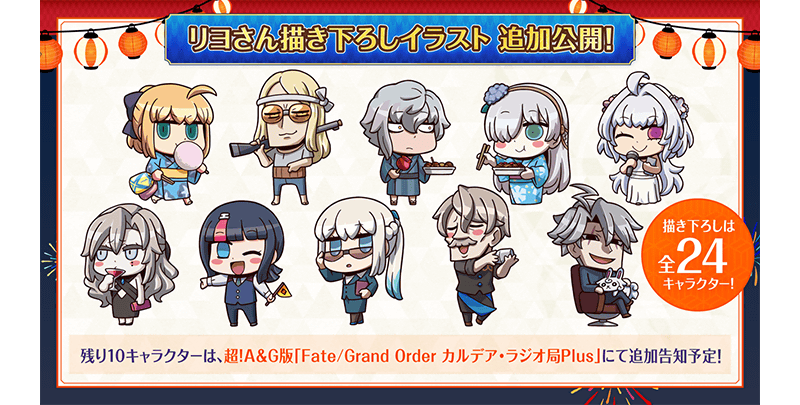 リヨさん描き下ろしイラスト 追加公開!
描き下ろしは
全24
キャラクター!
残り10キャラクターは、超!A&G版「Fate/Grand Order カルデア・ラジオ局Plus」にて追加告知予定!